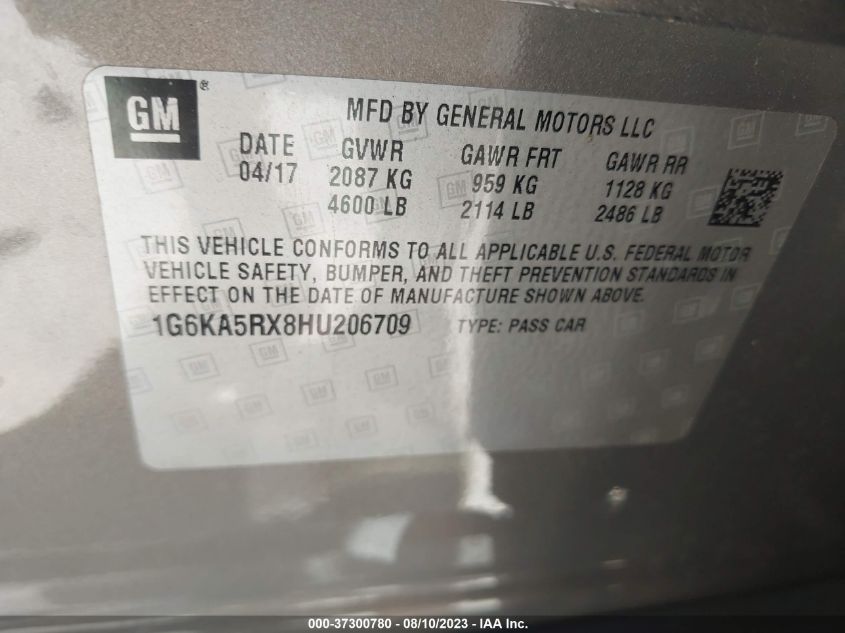 GM ® MFD BY GENERAL MOTORS LLC
DATE GVWR GAWR FRT GAWR RR
04/17 2087 KG 959 KG 1128 KG
4600 LB 2114 LB 2486 LB
THIS VEHICLE CONFORMS TO ALL APPLICABLE U.S. FEDERAL MOTOR
VEHICLE SAFETY, BUMPER, AND THEFT PREVENTION STANDARDS IN
EFFECT ON THE DATE OF MANUFACTURE SHOWN ABOVE.
1G6KA5RX8HU206709 TYPE: PASS CAR
000-37300780 - 08/10/2023 - IAA Inc.